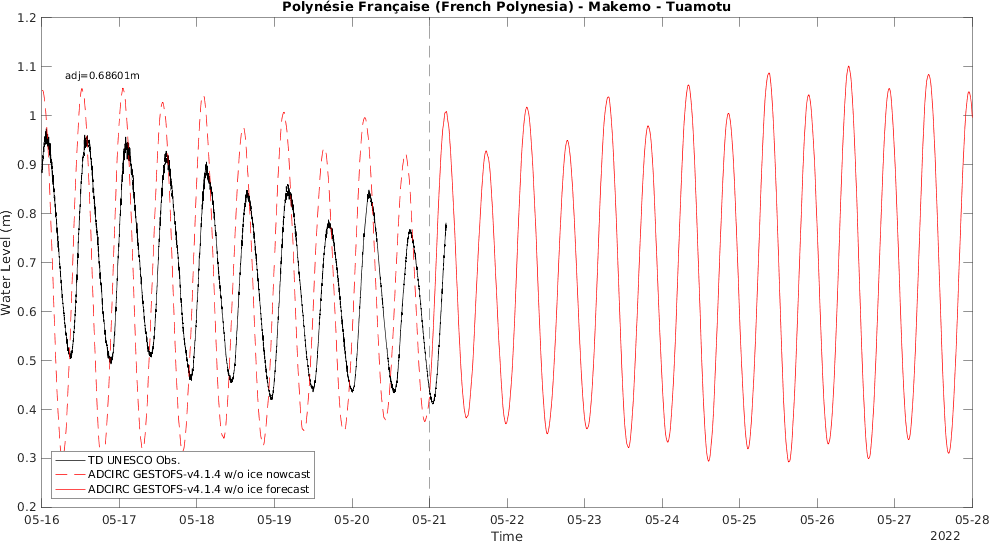 Polynésie Française (French Polynesia) - Makemo - Tuamotu
1.2
1.1
1
0.9
0.8
0.7
0.6
0.5
0.4
0.3
0.2
Water Level (m)
adj=0.68601m
TD UNESCO Obs.
ADCIRC GESTOFS-v4.1.4 w/o ice nowcast
ADCIRC GESTOFS-v4.1.4 w/o ice forecast
05-16 05-17 05-18 05-19 05-20 05-21 05-22 05-23 05-24 05-25 05-26 05-27 05-28
Time
2022